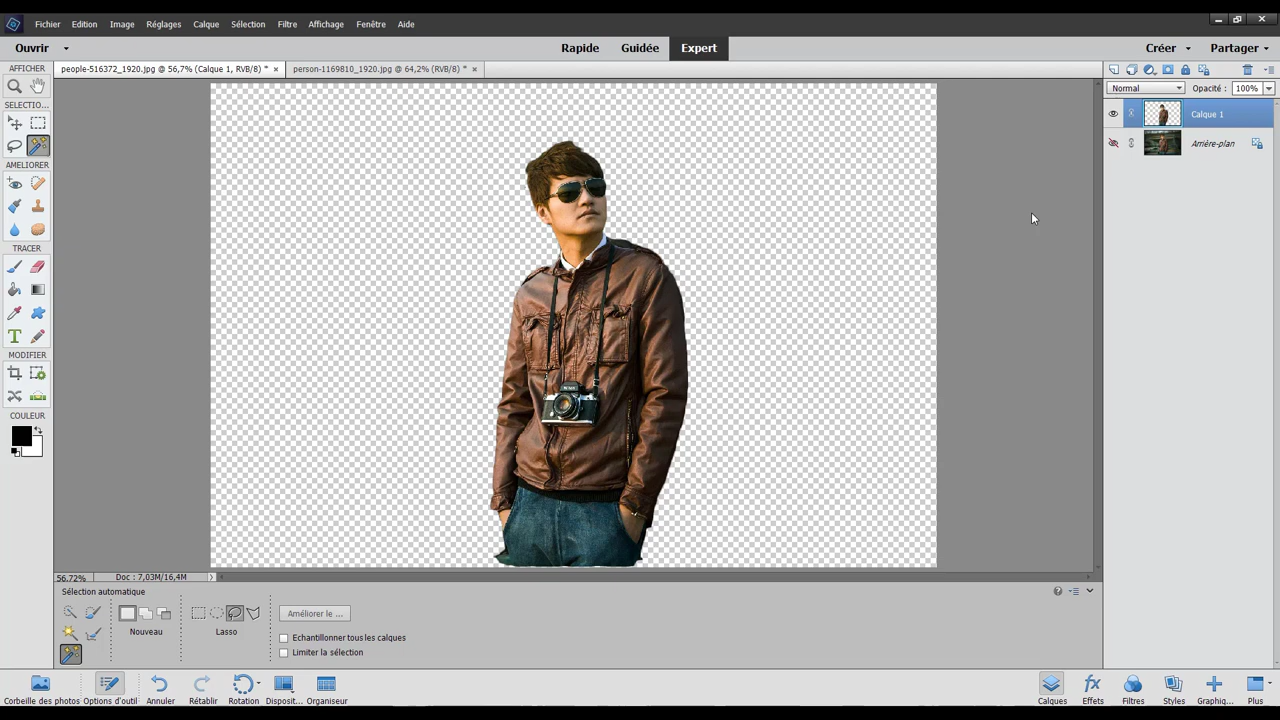 Fichier Edition Image Réglages Calque Sélection Filtre Affichage Fenêtre Aide
Ouvrir Rapide Guidée Expert Créer Partager
AFFICHER
people-516372_1920.jpg @ 56,7% (Calque 1, RVB/8) * ×
person-1169810_1920.jpg @ 64,2% (RVB/8) * ×
Normal Opacité : 100%
SELECTIO...
Calque 1
Arrière-plan
AMELIORER
TRACER
T
MODIFIER
COULEUR
56,72% Doc : 7,03M/16,4M
Sélection automatique
Améliorer le ...
Nouveau Lasso
Echantillonner tous les calques
Limiter la sélection
Corbeille des photos Options d'outil Annuler Rétablir Rotation Disposit... Organiseur
fx
Calques Effets Filtres Styles Graphiq... Plus